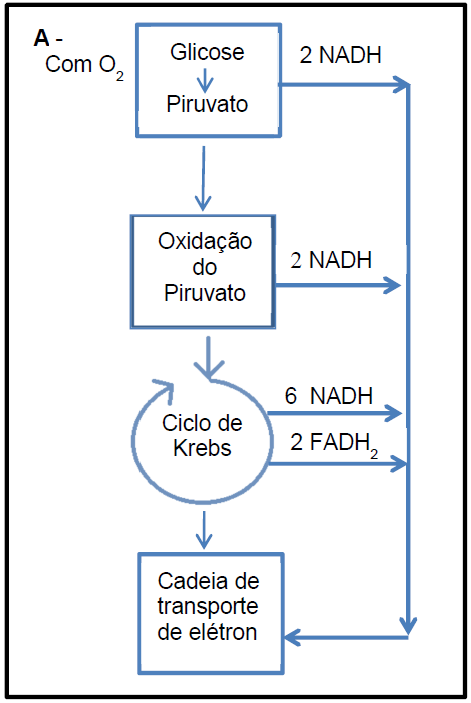 A -
Com O2
Glicose
Piruvato
2 NADH
Oxidação
do
Piruvato
2 NADH
Ciclo de
Krebs
6 NADH
2 FADH2
Cadeia de
transporte
de elétron